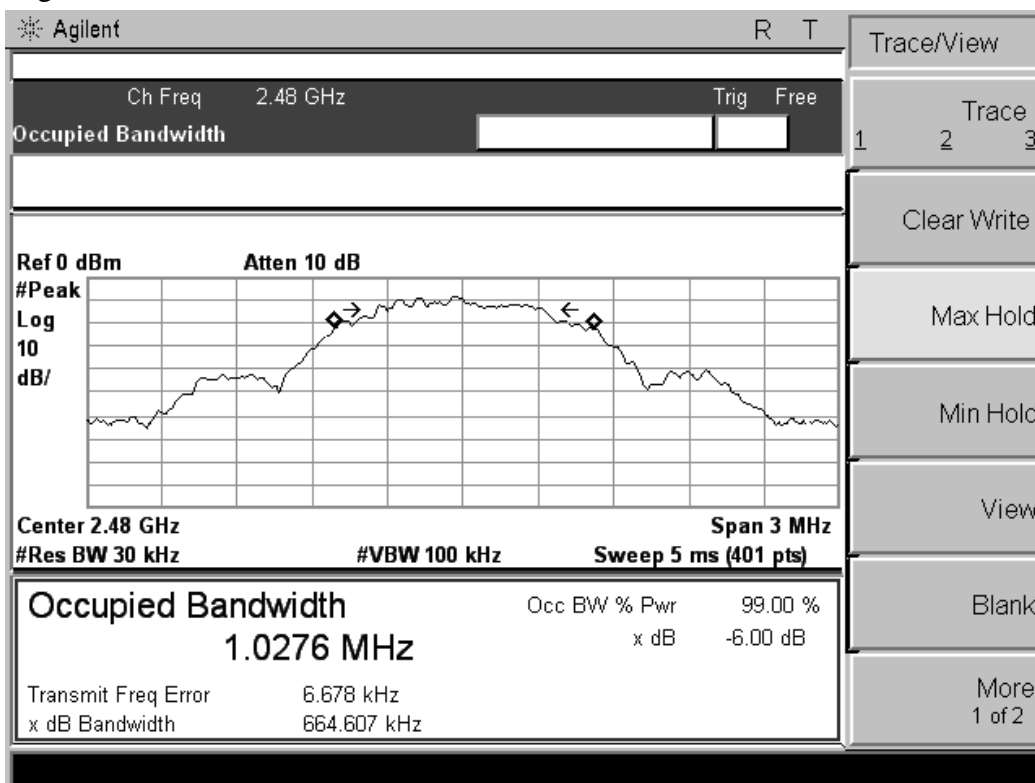 Agilent R T
Trace/View
Ch Freq 2.48 GHz Trig Free
Occupied Bandwidth
Trace
1 2 3
Clear Write
Max Hold
Min Hold
View
Blank
More
1 of 2
Ref 0 dBm Atten 10 dB
#Peak
Log
10
dB/
Center 2.48 GHz Span 3 MHz
#Res BW 30 kHz #VBW 100 kHz Sweep 5 ms (401 pts)
Occupied Bandwidth Occ BW % Pwr 99.00 %
1.0276 MHz x dB -6.00 dB
Transmit Freq Error 6.678 kHz
x dB Bandwidth 664.607 kHz